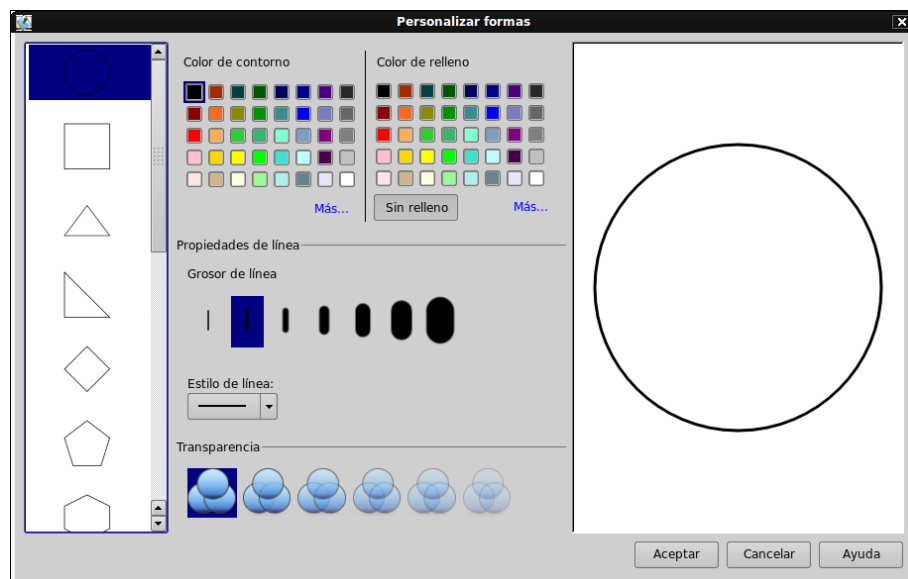 Personalizar formas
Color de contorno
Color de relleno
Más...
Sin relleno
Más...
Propiedades de línea
Grosor de línea
Estilo de línea:
Transparencia
Aceptar
Cancelar
Ayuda